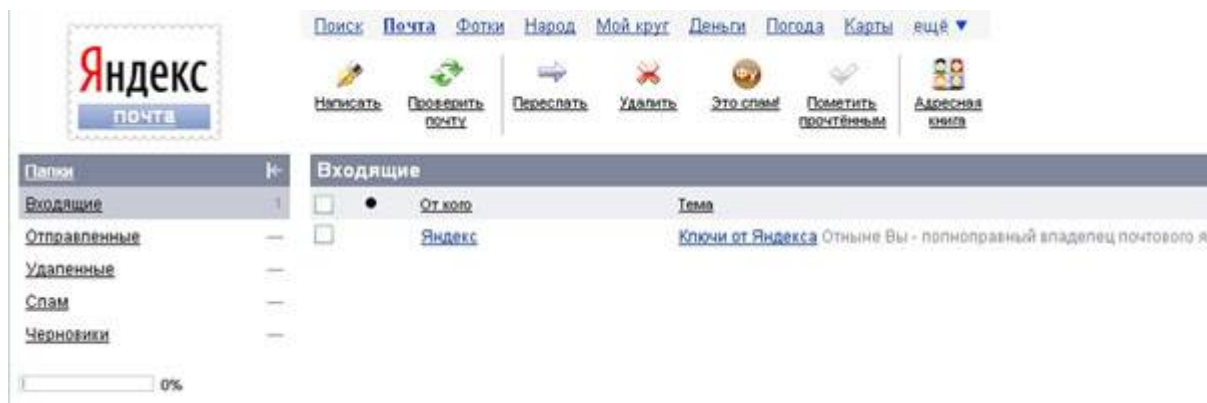 Яндекс
почта
Поиск Почта Фотки Народ Мой круг Деньги Погода Карты ещё
Написать Проверить почту Переслать Удалить Фу Это спам! Пометить прочтённым Адресная книга
Папки
Входящие 1
Отправленные —
Удаленные —
Спам —
Черновики —
0%
Входящие
От кого Тема
Яндекс Ключи от Яндекса Отныне Вы - полноправный владелец почтового я